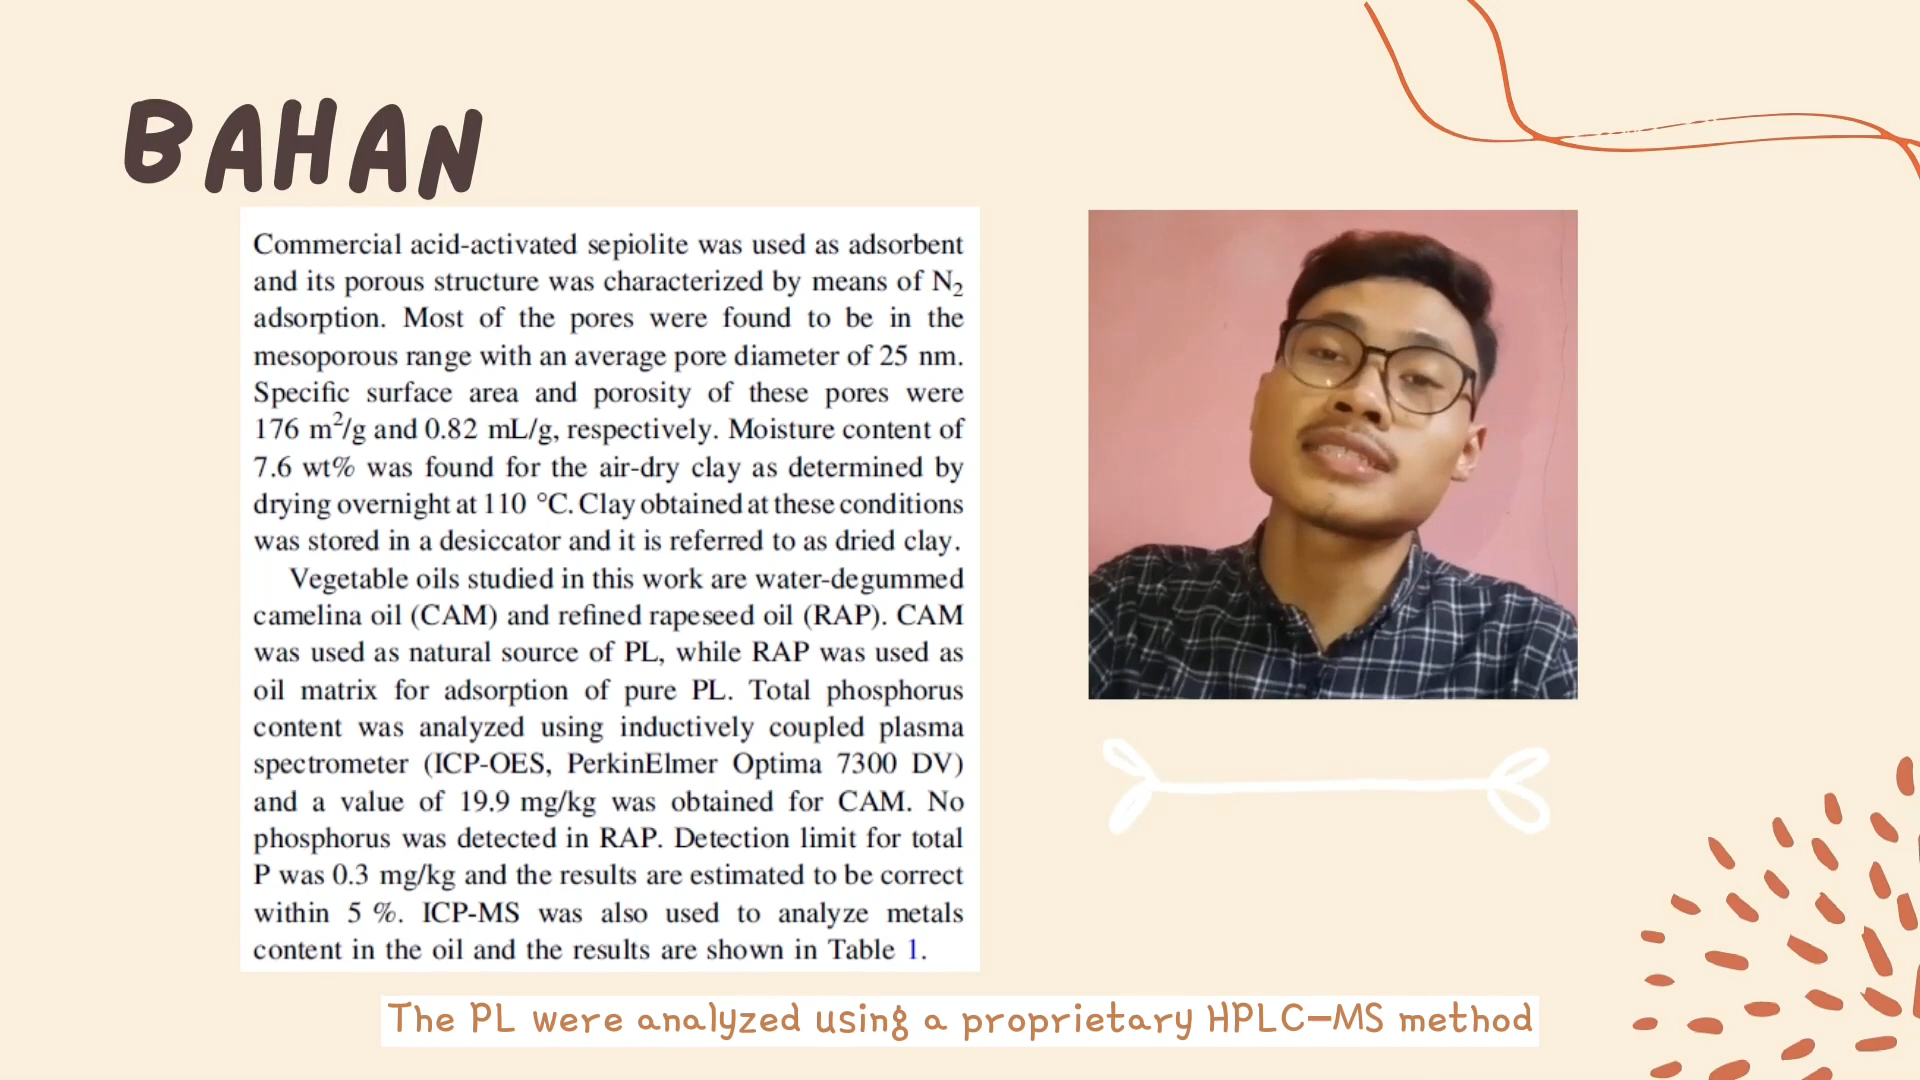 BAHAN
Commercial acid-activated sepiolite was used as adsorbent
and its porous structure was characterized by means of N₂
adsorption. Most of the pores were found to be in the
mesoporous range with an average pore diameter of 25 nm.
Specific surface area and porosity of these pores were
176 m²/g and 0.82 mL/g, respectively. Moisture content of
7.6 wt% was found for the air-dry clay as determined by
drying overnight at 110 °C. Clay obtained at these conditions
was stored in a desiccator and it is referred to as dried clay.
Vegetable oils studied in this work are water-degummed
camelina oil (CAM) and refined rapeseed oil (RAP). CAM
was used as natural source of PL, while RAP was used as
oil matrix for adsorption of pure PL. Total phosphorus
content was analyzed using inductively coupled plasma
spectrometer (ICP-OES, PerkinElmer Optima 7300 DV)
and a value of 19.9 mg/kg was obtained for CAM. No
phosphorus was detected in RAP. Detection limit for total
P was 0.3 mg/kg and the results are estimated to be correct
within 5 %. ICP-MS was also used to analyze metals
content in the oil and the results are shown in Table 1.
The PL were analyzed using a proprietary HPLC–MS method